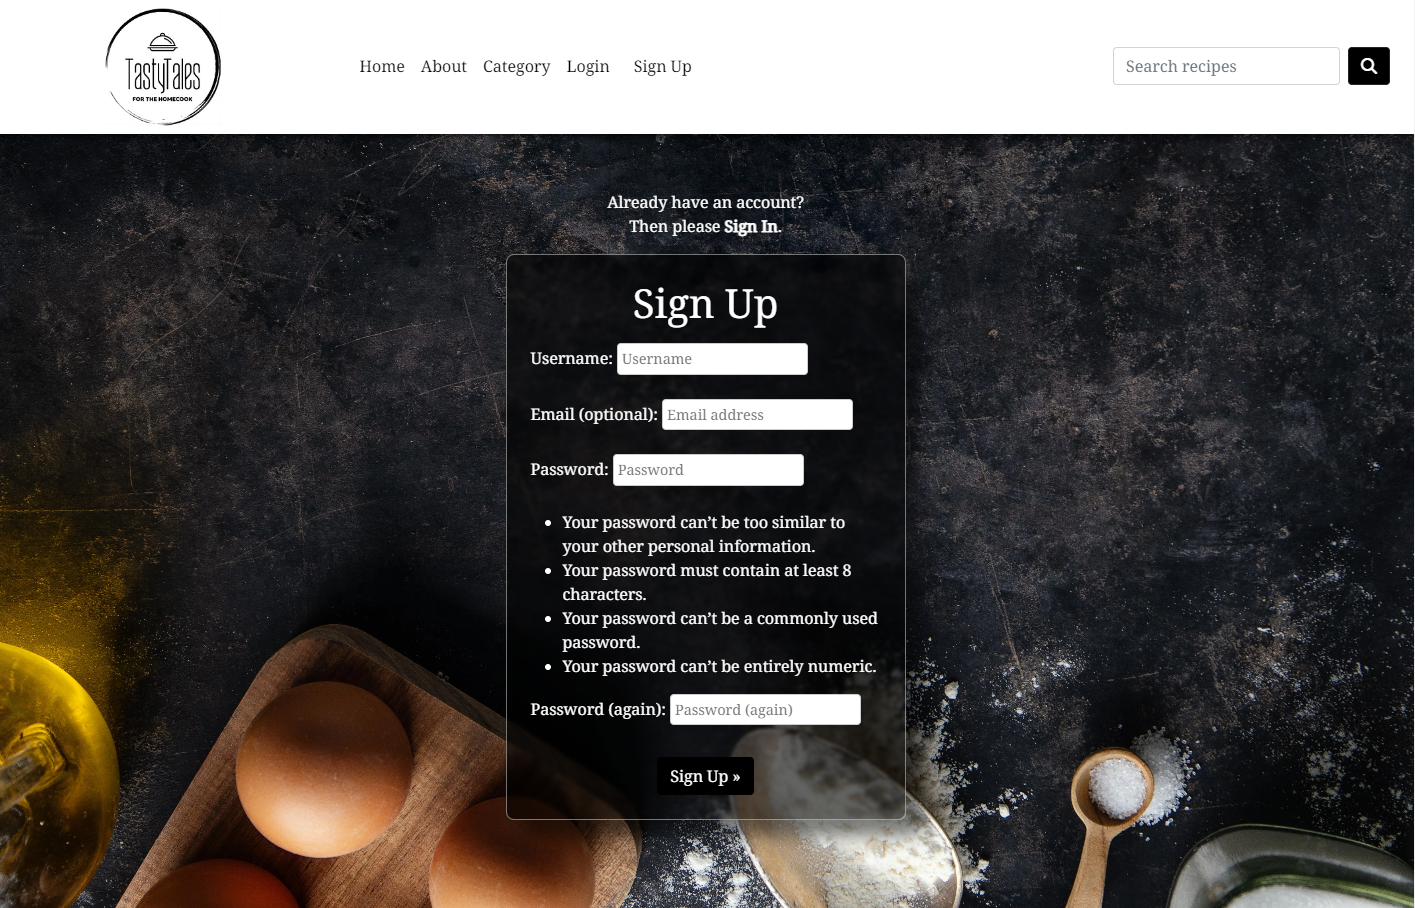 TastyTales
FOR THE HOMECOOK
Home About Category Login Sign Up
Search recipes
Already have an account?
Then please Sign In.
Sign Up
Username: Username
Email (optional): Email address
Password: Password
• Your password can’t be too similar to
your other personal information.
• Your password must contain at least 8
characters.
• Your password can’t be a commonly used
password.
• Your password can’t be entirely numeric.
Password (again): Password (again)
Sign Up »